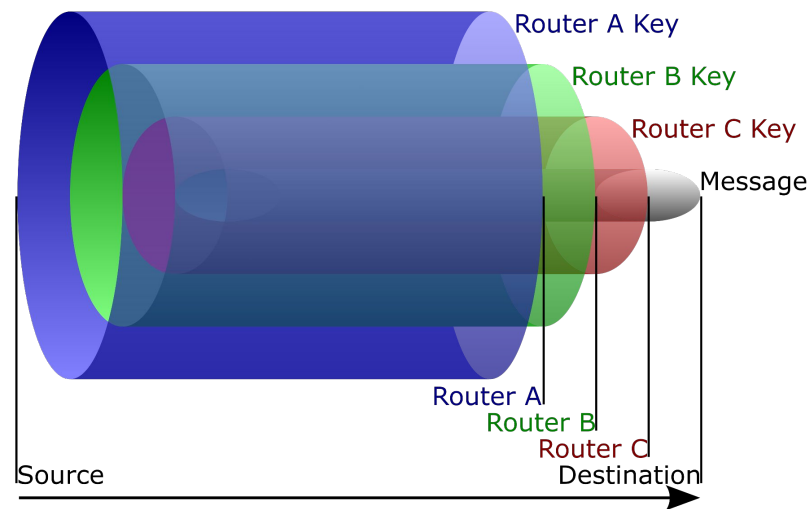 Router A Key
Router B Key
Router C Key
Message
Router A
Router B
Router C
Source
Destination